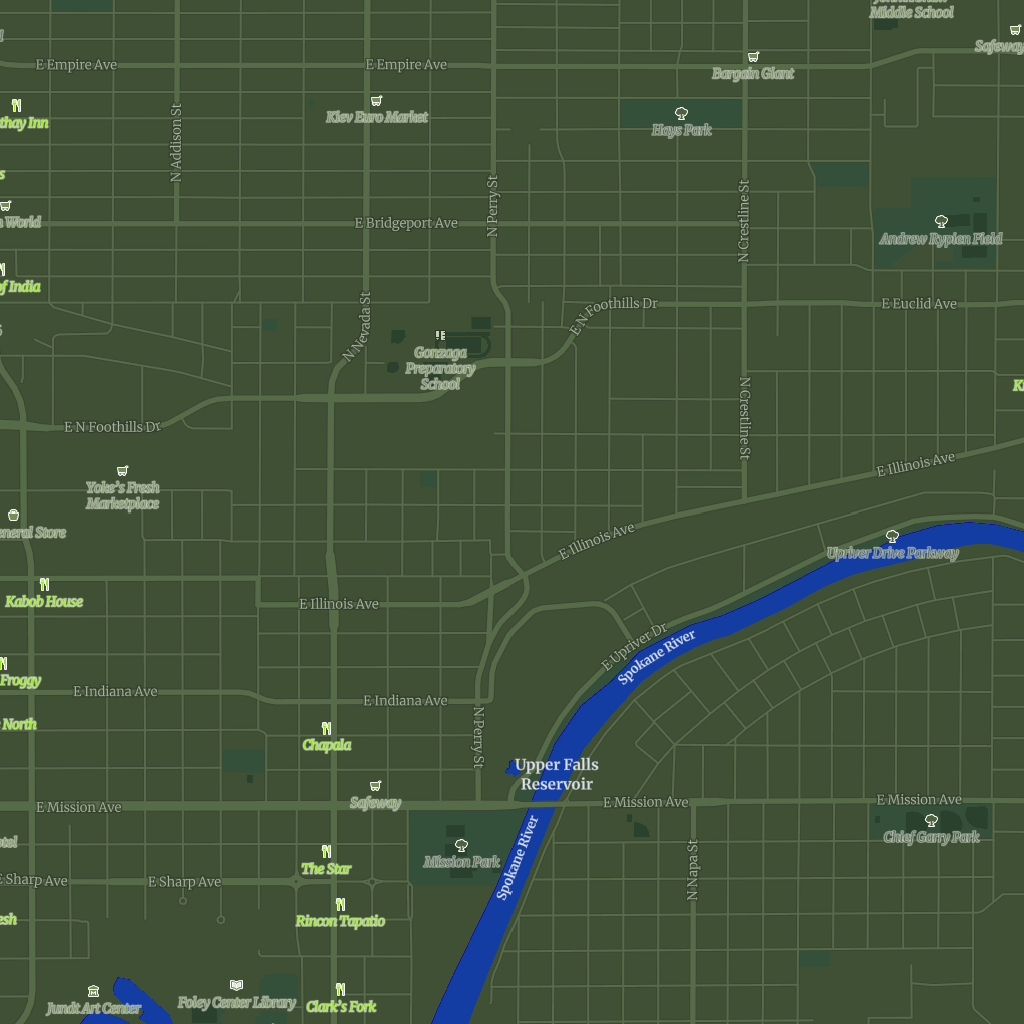 Middle School
Safeway
E Empire Ave
E Empire Ave
Bargain Giant
thay Inn
Kiev Euro Market
Hays Park
N Addison St
N Perry St
N Crestline St
n World
E Bridgeport Ave
Andrew Rypien Field
of India
N Nevada St
E N Foothills Dr
E Euclid Ave
Gonzaga
Preparatory
School
N Crestline St
E N Foothills Dr
E Illinois Ave
Yoke's Fresh
Marketplace
eneral Store
E Illinois Ave
Upriver Drive Parkway
Kabob House
E Illinois Ave
E Upriver Dr
Spokane River
Froggy
E Indiana Ave
E Indiana Ave
North
N Perry St
Chapala
Upper Falls
Reservoir
E Mission Ave
Safeway
E Mission Ave
E Mission Ave
Chief Garry Park
Mission Park
Spokane River
N Napa St
The Star
E Sharp Ave
E Sharp Ave
esh
Rincon Tapatio
Jundt Art Center
Foley Center Library
Clark's Fork